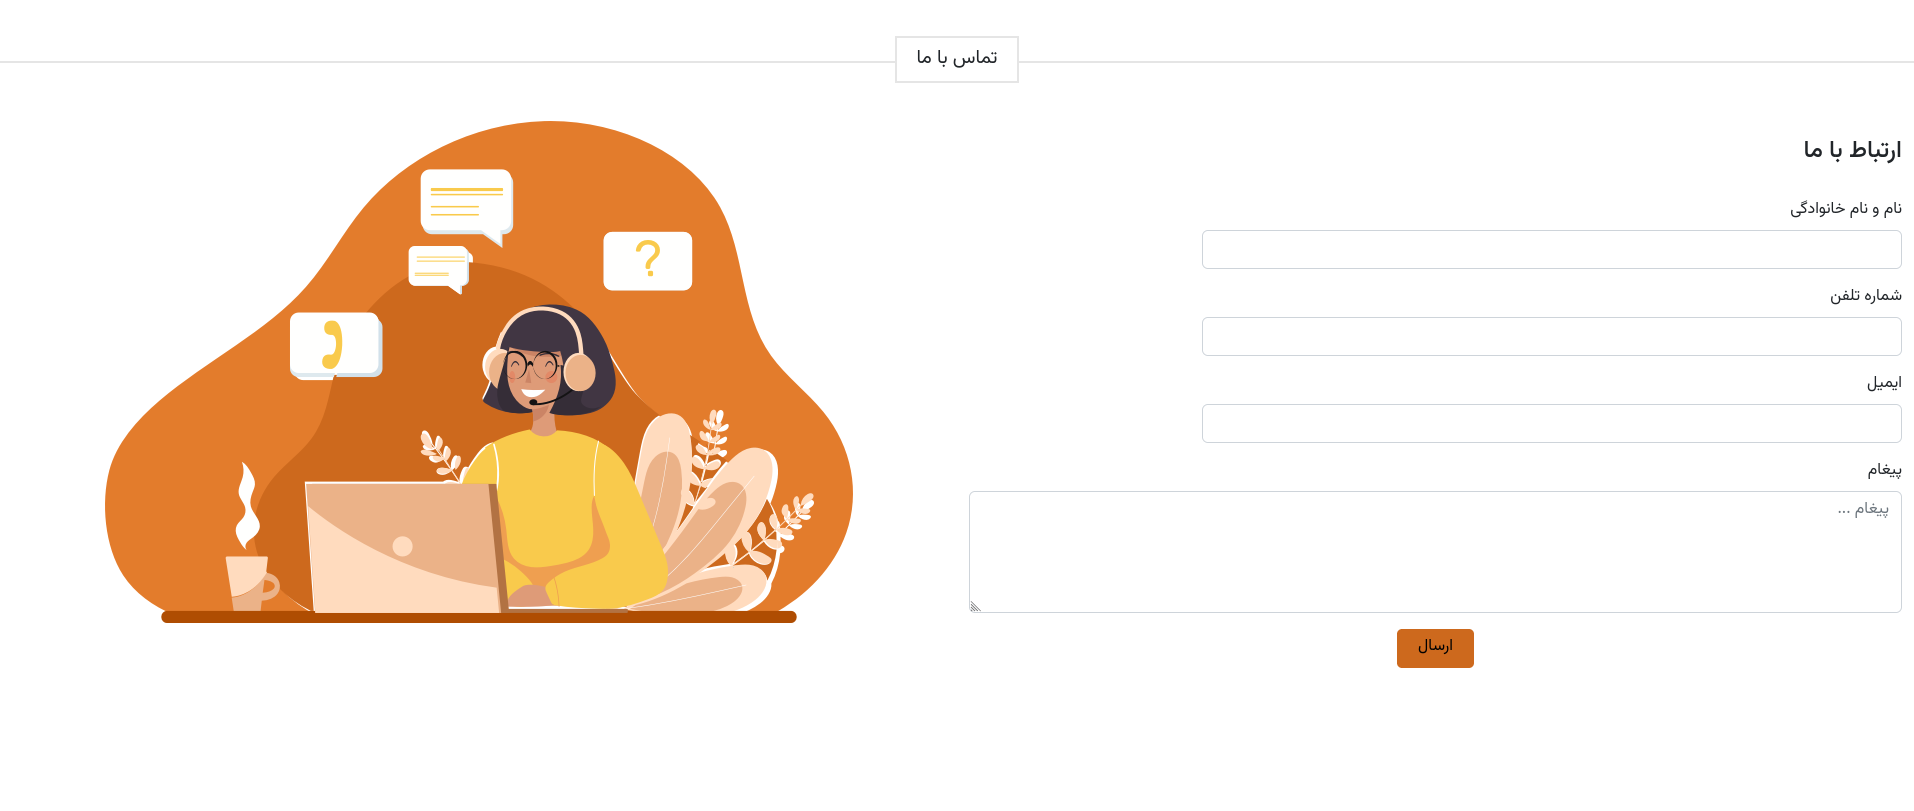 تماس با ما
ارتباط با ما
نام و نام خانوادگی
شماره تلفن
ایمیل
پیغام
پیغام ...
ارسال
?